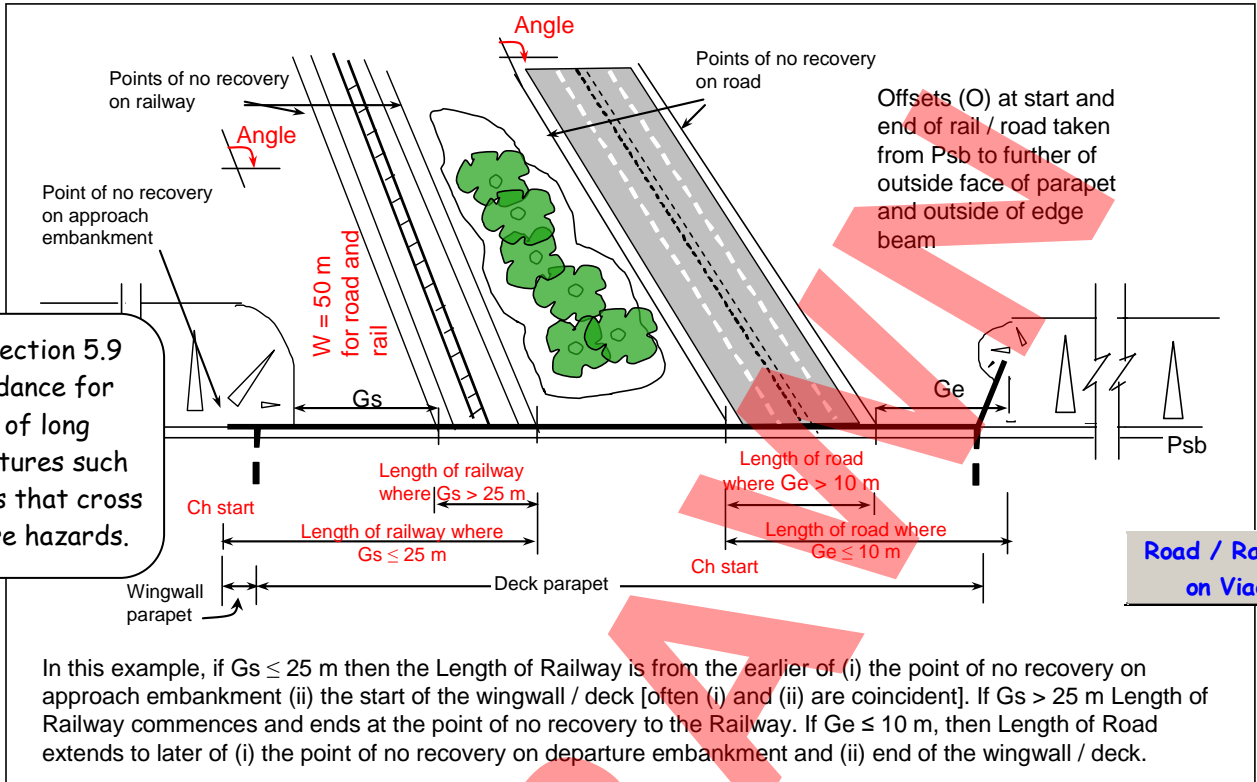 Angle
Points of no recovery
on railway
Points of no recovery
on road
Offsets (O) at start and
end of rail / road taken
from Psb to further of
outside face of parapet
and outside of edge
beam
Angle
Point of no recovery
on approach
embankment
W = 50 m
for road and
rail
ection 5.9
dance for
of long
tures such
s that cross
e hazards.
Gs
Ge
Psb
Length of railway
where Gs > 25 m
Length of road
where Ge > 10 m
Ch start
Length of railway where
Gs ≤ 25 m
Length of road where
Ge ≤ 10 m
Ch start
Wingwall
parapet
Deck parapet
Road / Ra
on Via
In this example, if Gs ≤ 25 m then the Length of Railway is from the earlier of (i) the point of no recovery on
approach embankment (ii) the start of the wingwall / deck [often (i) and (ii) are coincident]. If Gs > 25 m Length of
Railway commences and ends at the point of no recovery to the Railway. If Ge ≤ 10 m, then Length of Road
extends to later of (i) the point of no recovery on departure embankment and (ii) end of the wingwall / deck.